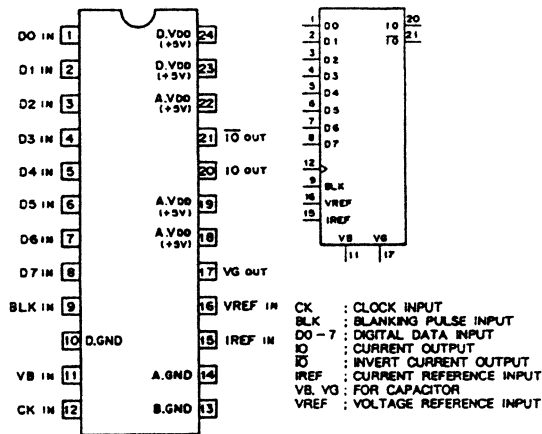 D0 IN 1
D1 IN 2
D2 IN 3
D3 IN 4
D4 IN 5
D5 IN 6
D6 IN 7
D7 IN 8
BLK IN 9
10 D.GND
VB IN 11
CK IN 12
D.VDD 24
(+5V)
D.VDD 23
(+5V)
A.VDD 22
(+5V)
21 I̅O̅ OUT
20 IO OUT
A.VDD 19
(+5V)
A.VDD 18
(+5V)
17 VG OUT
16 VREF IN
15 IREF IN
A.GND 14
B.GND 13
1 D0 IO 20
2 D1 I̅O̅ 21
3 D2
4 D3
5 D4
6 D5
7 D6
8 D7
12
9 BLK
16 VREF
15 IREF
VB VG
11 17
CK : CLOCK INPUT
BLK : BLANKING PULSE INPUT
D0 - 7 : DIGITAL DATA INPUT
IO : CURRENT OUTPUT
I̅O̅ : INVERT CURRENT OUTPUT
IREF : CURRENT REFERENCE INPUT
VB, VG : FOR CAPACITOR
VREF : VOLTAGE REFERENCE INPUT